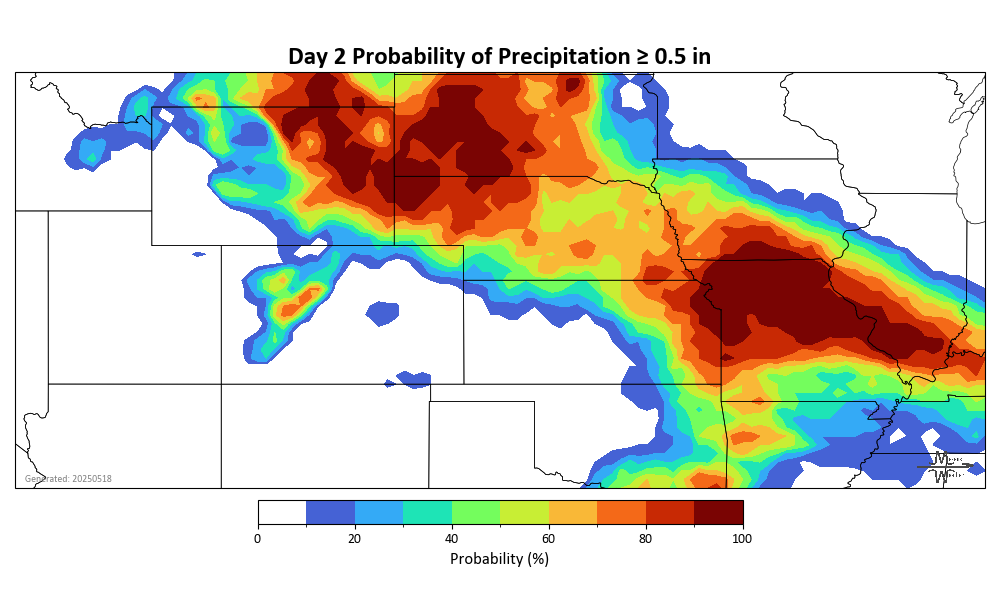 Day 2 Probability of Precipitation ≥ 0.5 in
Generated: 20250518
0 20 40 60 80 100
Probability (%)